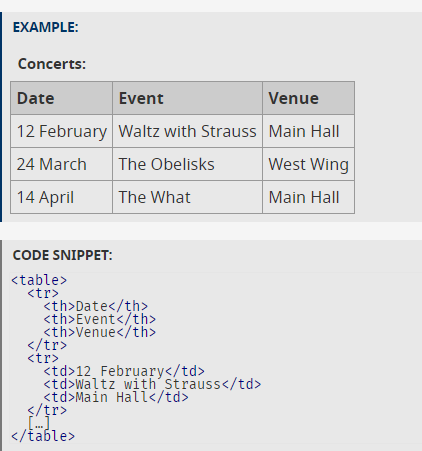 EXAMPLE:
Concerts:
Date Event Venue
12 February Waltz with Strauss Main Hall
24 March The Obelisks West Wing
14 April The What Main Hall
CODE SNIPPET:
<table>
  <tr>
    <th>Date</th>
    <th>Event</th>
    <th>Venue</th>
  </tr>
  <tr>
    <td>12 February</td>
    <td>Waltz with Strauss</td>
    <td>Main Hall</td>
  </tr>
  […]
</table>